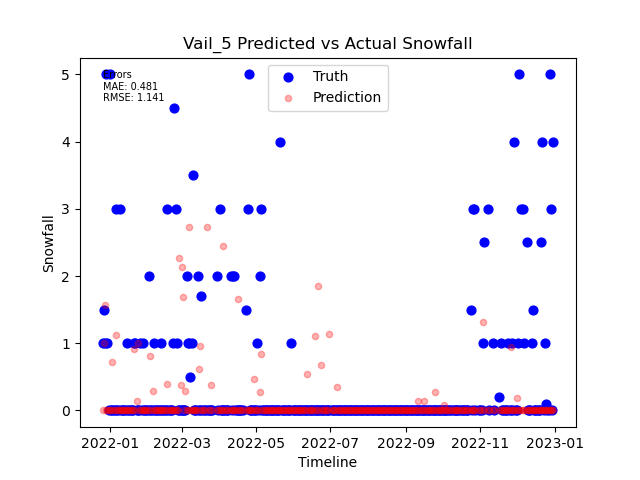 Vail_5 Predicted vs Actual Snowfall
5
4
3
2
1
0
Snowfall
Errors
MAE: 0.481
RMSE: 1.141
Truth
Prediction
2022-01 2022-03 2022-05 2022-07 2022-09 2022-11 2023-01
Timeline